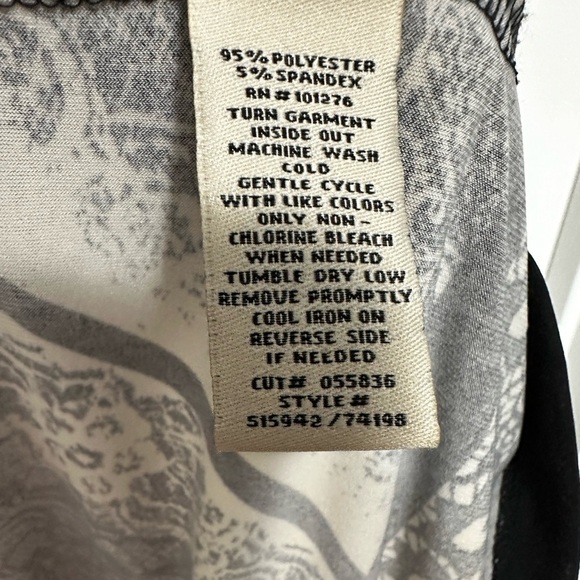 95% POLYESTER
5% SPANDEX
RN# 101276
TURN GARMENT
INSIDE OUT
MACHINE WASH
COLD
GENTLE CYCLE
WITH LIKE COLORS
ONLY NON-
CHLORINE BLEACH
WHEN NEEDED
TUMBLE DRY LOW
REMOVE PROMPTLY
COOL IRON ON
REVERSE SIDE
IF NEEDED
CUT# 055836
STYLE#
S15942/74198